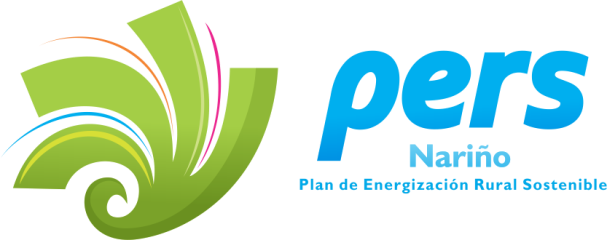 pers
Nariño
Plan de Energización Rural Sostenible